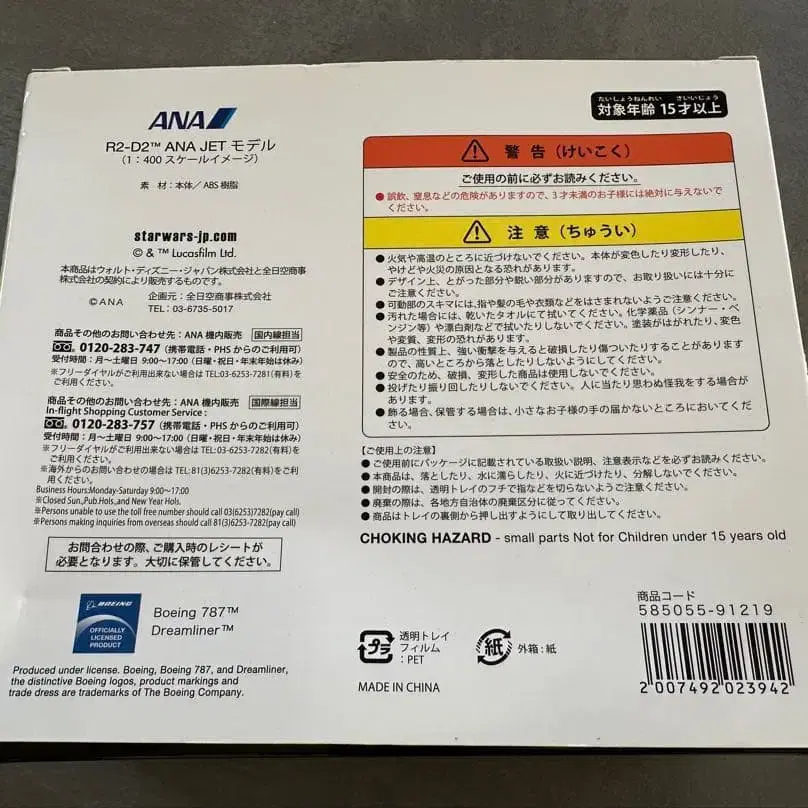 ANA
R2-D2™ ANA JET モデル
(1：400 スケールイメージ)
素 材：本体／ABS 樹脂
starwars-jp.com
© & ™ Lucasfilm Ltd.
本商品はウォルト・ディズニー・ジャパン株式会社と全日空商事
株式会社の契約により販売するものです。
©ANA 企画元：全日空商事株式会社
TEL：03-6735-5017
商品その他のお問い合わせ先：ANA 機内販売 国内線担当
0120-283-747 (携帯電話・PHS からのご利用可)
受付時間：月〜土曜日 9:00〜17:00 (日曜・祝日・年末年始は休み)
※フリーダイヤルがご利用出来ない場合は TEL:03-6253-7281(有料)を
ご利用ください。
商品その他のお問い合わせ先：ANA 機内販売 国際線担当
In-flight Shopping Customer Service :
0120-283-757 (携帯電話・PHS からのご利用可)
受付時間：月〜土曜日 9:00〜17:00 (日曜・祝日・年末年始は休み)
※フリーダイヤルがご利用出来ない場合は TEL:03-6253-7282(有料)をご利用ください。
※海外からのお問い合わせの場合は TEL:81(3)6253-7282(有料)をご利用ください。
Business Hours:Monday-Saturday 9:00〜17:00
※Closed Sun,Pub.Hols,and New Year Hols.
※Persons unable to use the toll free number should call 03(6253)7282(pay call)
※Persons making inquiries from overseas should call 81(3)6253-7282(pay call)
お問合わせの際、ご購入時のレシートが
必要となります。大切に保管してください。
BOEING
OFFICIALLY
LICENSED
PRODUCT
Boeing 787™
Dreamliner™
Produced under license. Boeing, Boeing 787, and Dreamliner,
the distinctive Boeing logos, product markings and
trade dress are trademarks of The Boeing Company.
たいしょうねんれい さいいじょう
対象年齢 15才以上
警 告 (けいこく)
ご使用の前に必ずお読みください。
● 誤飲、窒息などの危険がありますので、3才未満のお子様には絶対に与えないで
ください。
注 意 (ちゅうい)
● 火気や高温のところに近づけないでください。本体が変色したり変形したり、
やけどや火災の原因となる恐れがあります。
● デザイン上、とがった部分や鋭い部分がありますので、お取り扱いには十分に
ご注意ください。
● 可動部のスキマには、指や髪の毛や衣類などをはさまれないようご注意ください。
● 汚れた場合には、乾いたタオルにて拭いてください。化学薬品(シンナー・ベ
ンジン等)や漂白剤などで拭いたりしないでください。塗装がはがれたり、変色
や変質、変形の恐れがあります。
● 製品の性質上、強い衝撃を与えると破損したり傷ついたりすることがあります
ので、高いところから落としたりしないようにしてください。
● 安全のため、破損、変形した商品は使用しないでください。
● 投げたり振り回したりしないでください。人に当たり思わぬ怪我をする場合が
あります。
● 飾る場合、保管する場合は、小さなお子様の手の届かないところにおいてくだ
さい。
【ご使用上の注意】
● ご使用前にパッケージに記載されている取扱い説明、注意表示などを必ずお読みください。
● 本商品は、落としたり、水に濡らしたり、火に近づけたり、分解しないでください。
● 開封の際は、透明トレイのフチで指などを切らないようご注意ください。
● 廃棄の際は、各地方自治体の廃棄区分に従ってください。
● 商品はトレイの裏側から押し出すようにして取り出してください。
CHOKING HAZARD - small parts Not for Children under 15 years old
プラ
透明トレイ
フィルム
：PET
紙
外箱：紙
MADE IN CHINA
商品コード
585055-91219
2007492023942